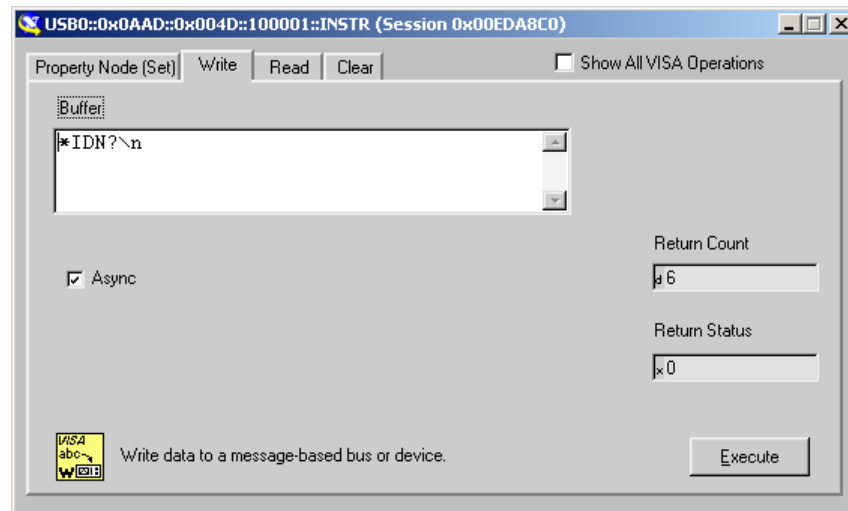 USB0::0x0AAD::0x004D::100001::INSTR (Session 0x00EDA8C0)
Property Node (Set) Write Read Clear Show All VISA Operations
Buffer
*IDN?\n
Return Count
d 6
Async
Return Status
x 0
VISA
abc
W
Write data to a message-based bus or device.
Execute